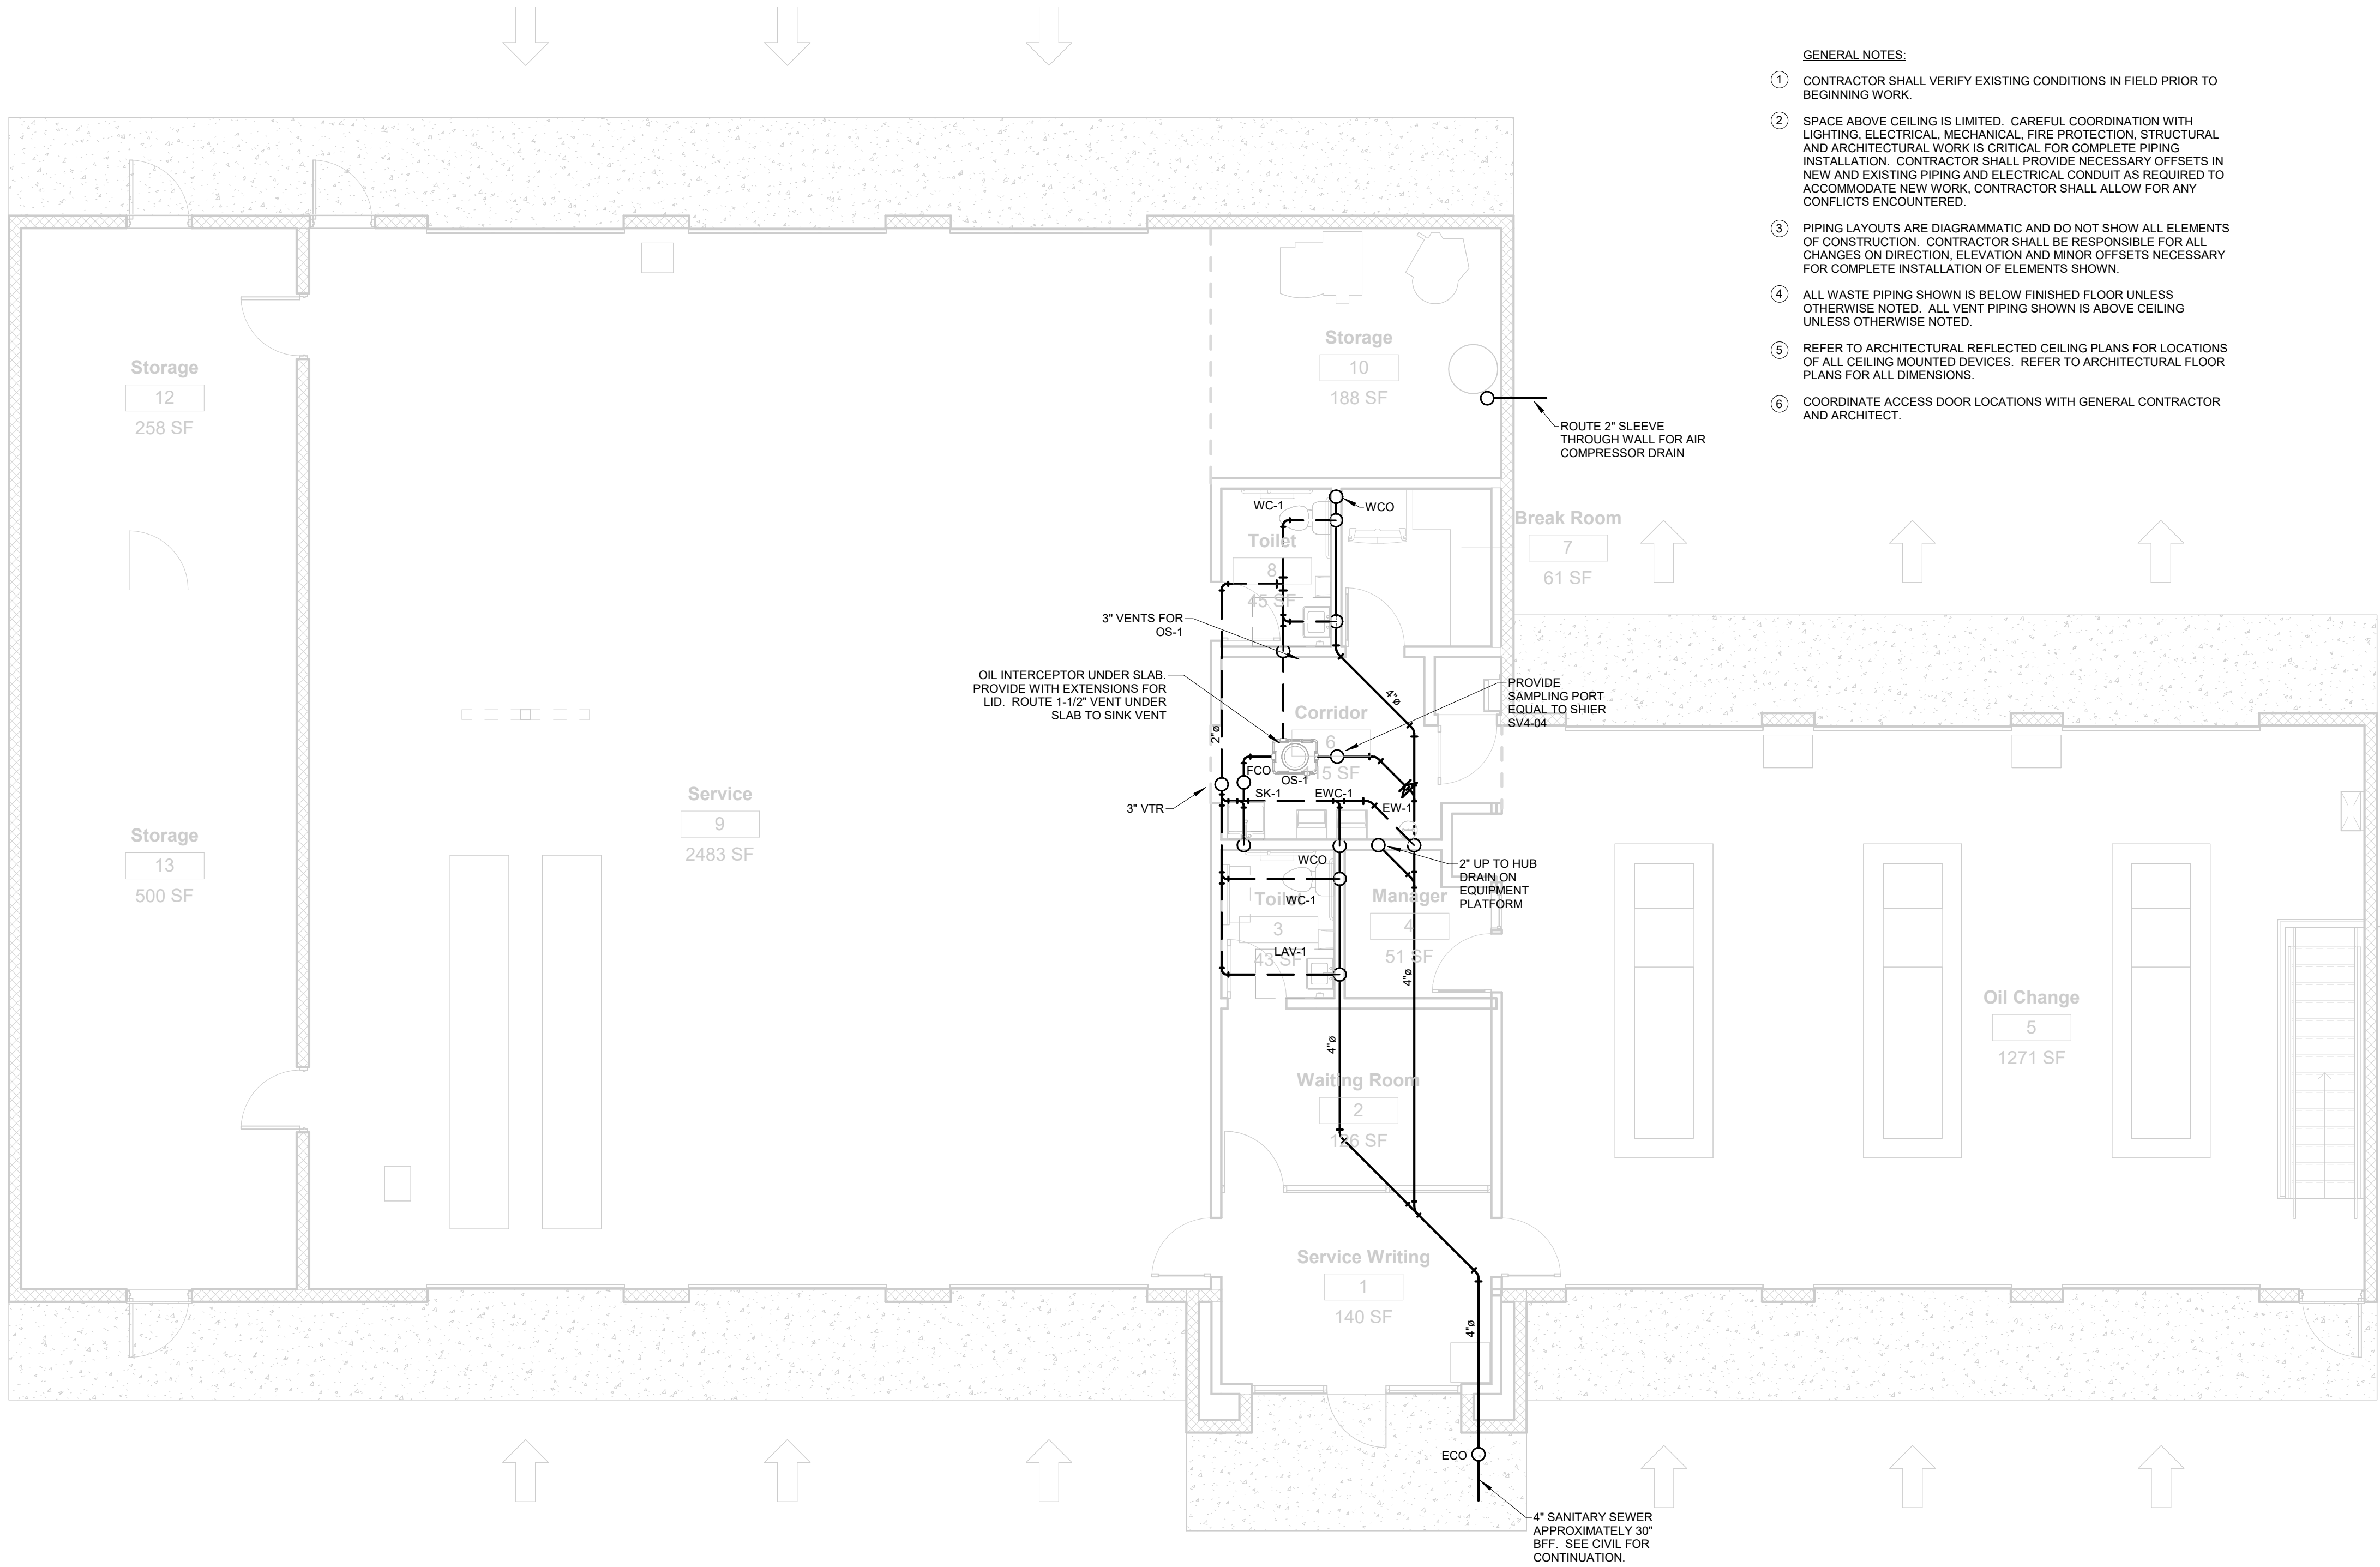 GENERAL NOTES:
1 CONTRACTOR SHALL VERIFY EXISTING CONDITIONS IN FIELD PRIOR TO
BEGINNING WORK.
2 SPACE ABOVE CEILING IS LIMITED. CAREFUL COORDINATION WITH
LIGHTING, ELECTRICAL, MECHANICAL, FIRE PROTECTION, STRUCTURAL
AND ARCHITECTURAL WORK IS CRITICAL FOR COMPLETE PIPING
INSTALLATION. CONTRACTOR SHALL PROVIDE NECESSARY OFFSETS IN
NEW AND EXISTING PIPING AND ELECTRICAL CONDUIT AS REQUIRED TO
ACCOMMODATE NEW WORK, CONTRACTOR SHALL ALLOW FOR ANY
CONFLICTS ENCOUNTERED.
3 PIPING LAYOUTS ARE DIAGRAMMATIC AND DO NOT SHOW ALL ELEMENTS
OF CONSTRUCTION. CONTRACTOR SHALL BE RESPONSIBLE FOR ALL
CHANGES ON DIRECTION, ELEVATION AND MINOR OFFSETS NECESSARY
FOR COMPLETE INSTALLATION OF ELEMENTS SHOWN.
4 ALL WASTE PIPING SHOWN IS BELOW FINISHED FLOOR UNLESS
OTHERWISE NOTED. ALL VENT PIPING SHOWN IS ABOVE CEILING
UNLESS OTHERWISE NOTED.
5 REFER TO ARCHITECTURAL REFLECTED CEILING PLANS FOR LOCATIONS
OF ALL CEILING MOUNTED DEVICES. REFER TO ARCHITECTURAL FLOOR
PLANS FOR ALL DIMENSIONS.
6 COORDINATE ACCESS DOOR LOCATIONS WITH GENERAL CONTRACTOR
AND ARCHITECT.
Storage
12
258 SF
Storage
10
188 SF
ROUTE 2" SLEEVE
THROUGH WALL FOR AIR
COMPRESSOR DRAIN
WC-1
WCO
Break Room
7
61 SF
Toilet
8
45 SF
3" VENTS FOR
OS-1
OIL INTERCEPTOR UNDER SLAB.
PROVIDE WITH EXTENSIONS FOR
LID. ROUTE 1-1/2" VENT UNDER
SLAB TO SINK VENT
4"ø
PROVIDE
SAMPLING PORT
EQUAL TO SHIER
SV4-04
Corridor
6
15 SF
2"ø
FCO
OS-1
SK-1
EWC-1
EW-1
3" VTR
Service
9
2483 SF
Storage
13
500 SF
WCO
2" UP TO HUB
DRAIN ON
EQUIPMENT
PLATFORM
Toilet
WC-1
3
43 SF
LAV-1
Manager
4
51 SF
4"ø
Oil Change
5
1271 SF
4"ø
Waiting Room
2
126 SF
Service Writing
1
140 SF
4"ø
ECO
4" SANITARY SEWER
APPROXIMATELY 30"
BFF. SEE CIVIL FOR
CONTINUATION.